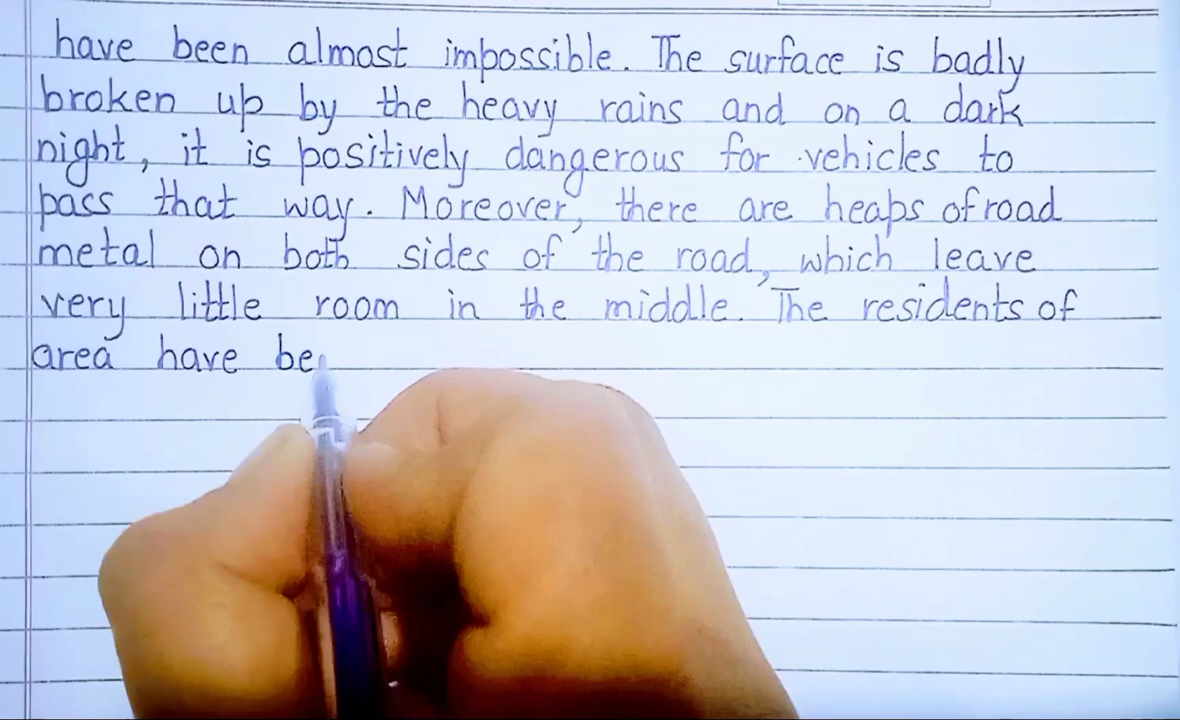 have been almost impossible. The surface is badly
broken up by the heavy rains and on a dark
night, it is positively dangerous for vehicles to
pass that way. Moreover, there are heaps of road
metal on both sides of the road, which leave
very little room in the middle. The residents of
area have be